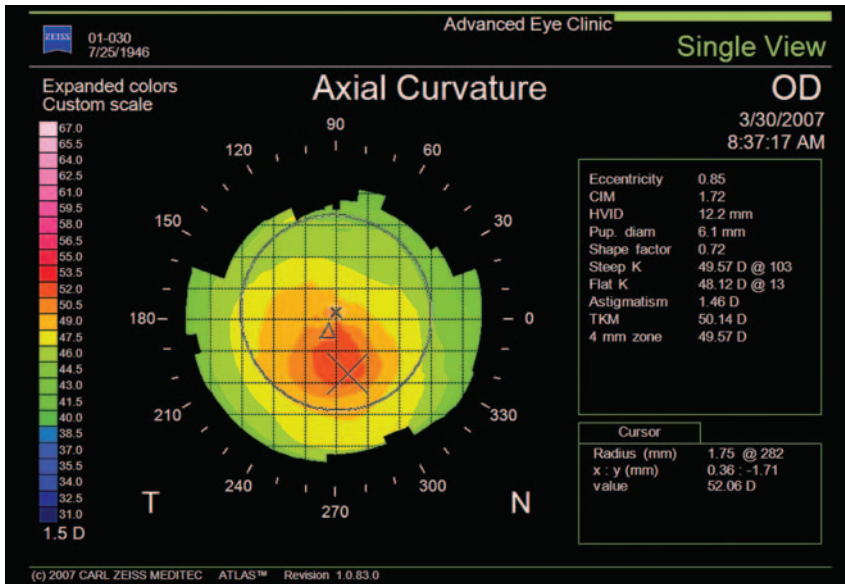 Advanced Eye Clinic
ZEISS
01-030
7/25/1946
Single View
Expanded colors
Custom scale
Axial Curvature
OD
3/30/2007
8:37:17 AM
67.0
65.5
64.0
62.5
61.0
59.5
58.0
56.5
55.0
53.5
52.0
50.5
49.0
47.5
46.0
44.5
43.0
41.5
40.0
38.5
37.0
35.5
34.0
32.5
31.0
1.5 D
90
120
60
150
30
180
0
210
330
240
300
270
T
N
Eccentricity 0.85
CIM 1.72
HVID 12.2 mm
Pup. diam 6.1 mm
Shape factor 0.72
Steep K 49.57 D @ 103
Flat K 48.12 D @ 13
Astigmatism 1.46 D
TKM 50.14 D
4 mm zone 49.57 D
Cursor
Radius (mm) 1.75 @ 282
x : y (mm) 0.36 : -1.71
value 52.06 D
(c) 2007 CARL ZEISS MEDITEC ATLAS™ Revision 1.0.83.0